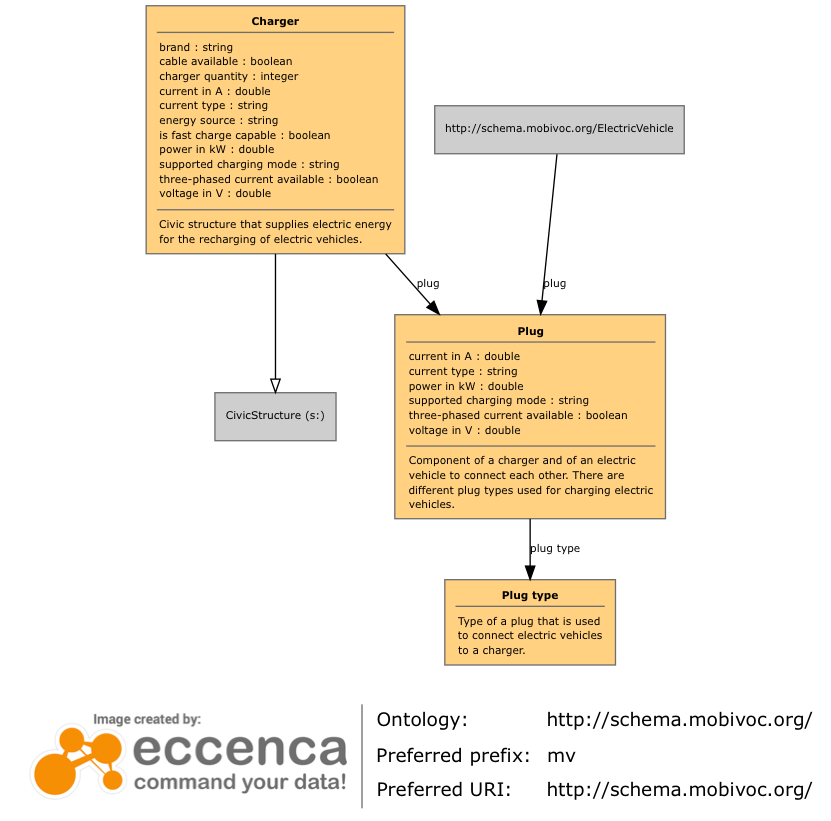 Charger
brand : string
cable available : boolean
charger quantity : integer
current in A : double
current type : string
energy source : string
is fast charge capable : boolean
power in kW : double
supported charging mode : string
three-phased current available : boolean
voltage in V : double
Civic structure that supplies electric energy
for the recharging of electric vehicles.
http://schema.mobivoc.org/ElectricVehicle
plug
plug
Plug
current in A : double
current type : string
power in kW : double
supported charging mode : string
three-phased current available : boolean
voltage in V : double
Component of a charger and of an electric
vehicle to connect each other. There are
different plug types used for charging electric
vehicles.
CivicStructure (s:)
plug type
Plug type
Type of a plug that is used
to connect electric vehicles
to a charger.
Image created by:
eccenca
command your data!
Ontology: http://schema.mobivoc.org/
Preferred prefix: mv
Preferred URI: http://schema.mobivoc.org/